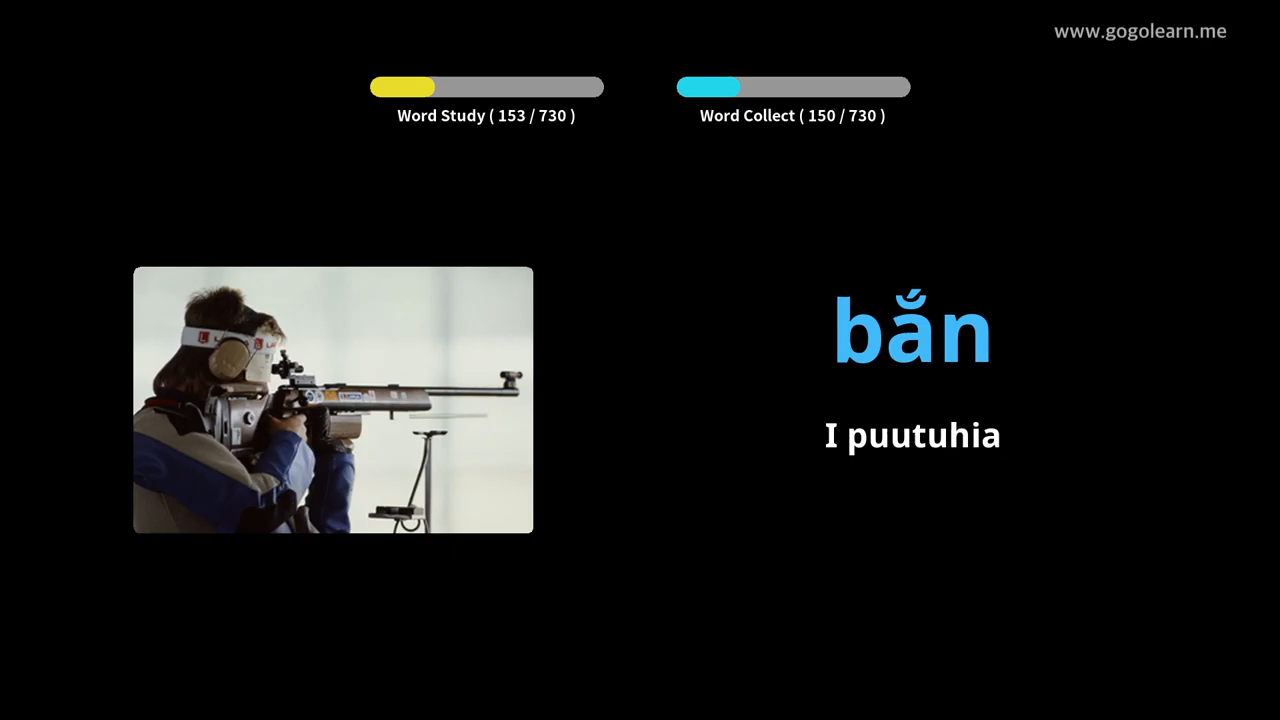 www.gogolearn.me
Word Study ( 153 / 730 )
Word Collect ( 150 / 730 )
bắn
I puutuhia